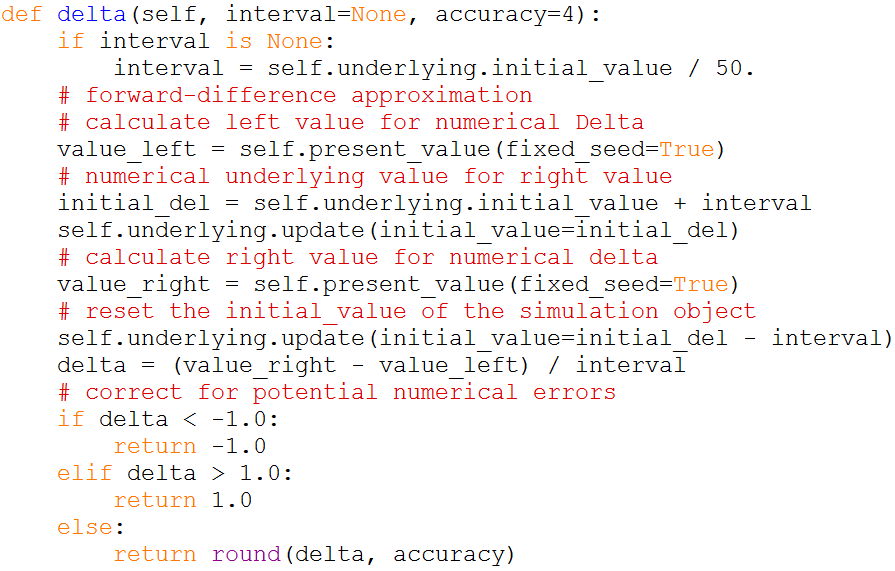 def delta(self, interval=None, accuracy=4):
    if interval is None:
        interval = self.underlying.initial_value / 50.
    # forward-difference approximation
    # calculate left value for numerical Delta
    value_left = self.present_value(fixed_seed=True)
    # numerical underlying value for right value
    initial_del = self.underlying.initial_value + interval
    self.underlying.update(initial_value=initial_del)
    # calculate right value for numerical delta
    value_right = self.present_value(fixed_seed=True)
    # reset the initial_value of the simulation object
    self.underlying.update(initial_value=initial_del - interval)
    delta = (value_right - value_left) / interval
    # correct for potential numerical errors
    if delta < -1.0:
        return -1.0
    elif delta > 1.0:
        return 1.0
    else:
        return round(delta, accuracy)